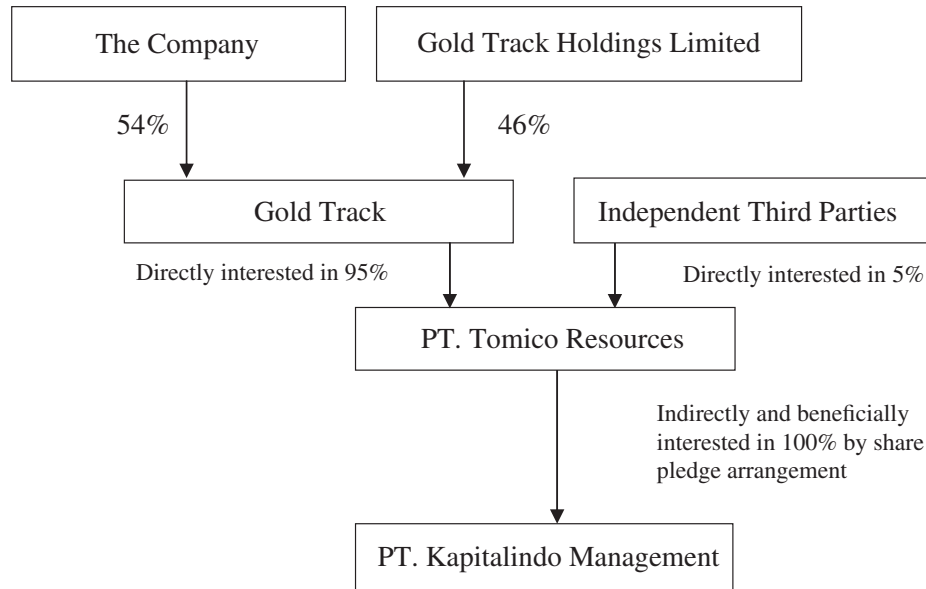 The Company
Gold Track Holdings Limited
54%
46%
Gold Track
Independent Third Parties
Directly interested in 95%
Directly interested in 5%
PT. Tomico Resources
Indirectly and beneficially
interested in 100% by share
pledge arrangement
PT. Kapitalindo Management